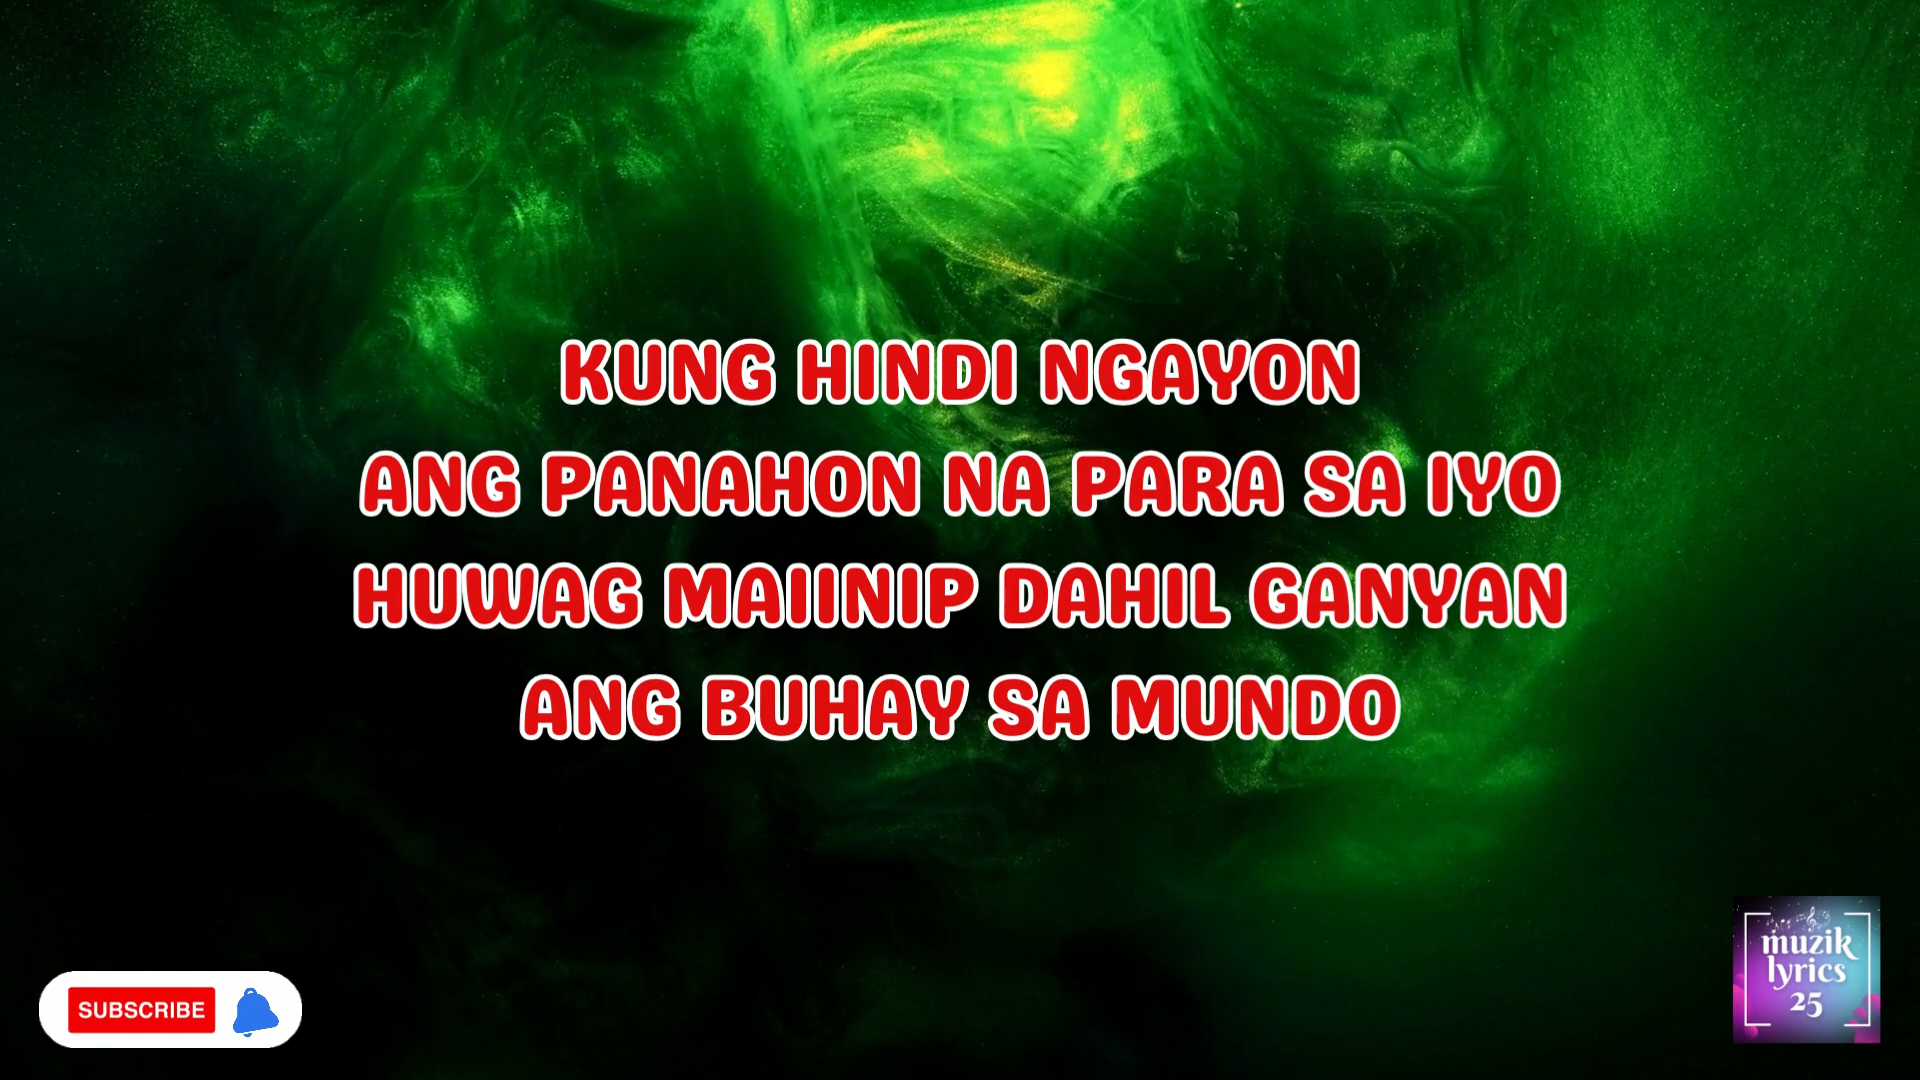 KUNG HINDI NGAYON
ANG PANAHON NA PARA SA IYO
HUWAG MAIINIP DAHIL GANYAN
ANG BUHAY SA MUNDO
SUBSCRIBE
muzik
lyrics
25